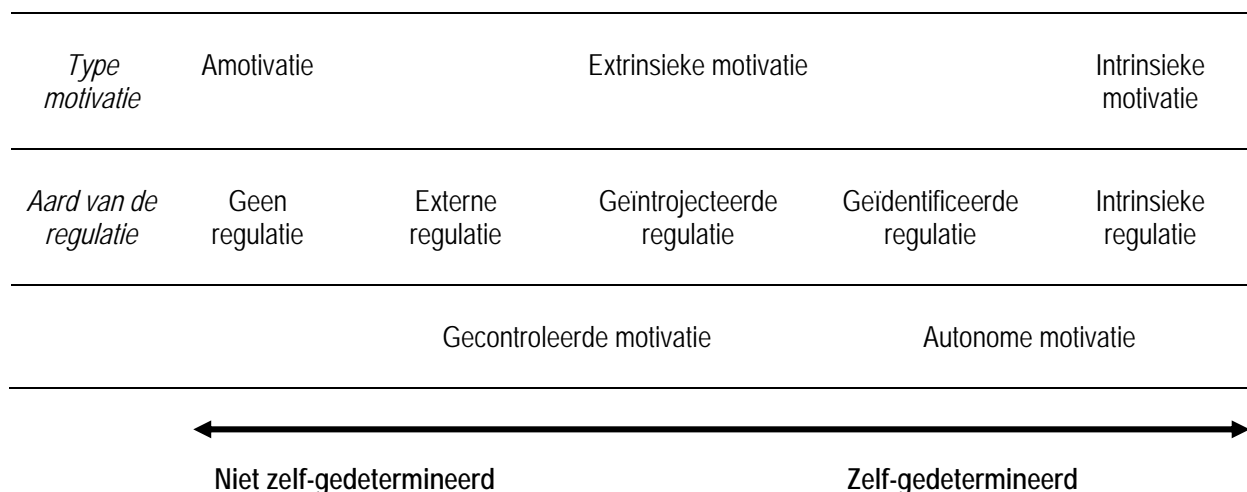 Type Amotivatie Extrinsieke motivatie Intrinsieke
motivatie motivatie
Aard van de Geen Externe Geïntrojecteerde Geïdentificeerde Intrinsieke
regulatie regulatie regulatie regulatie regulatie regulatie
Gecontroleerde motivatie Autonome motivatie
Niet zelf-gedetermineerd Zelf-gedetermineerd